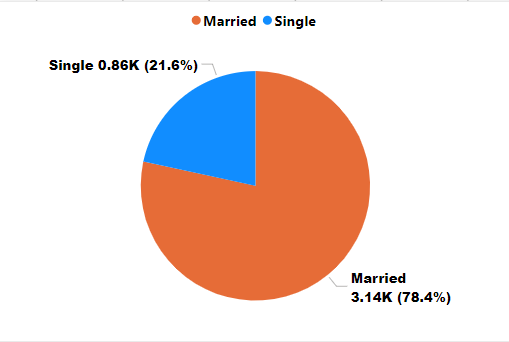 Married Single
Single 0.86K (21.6%)
Married
3.14K (78.4%)